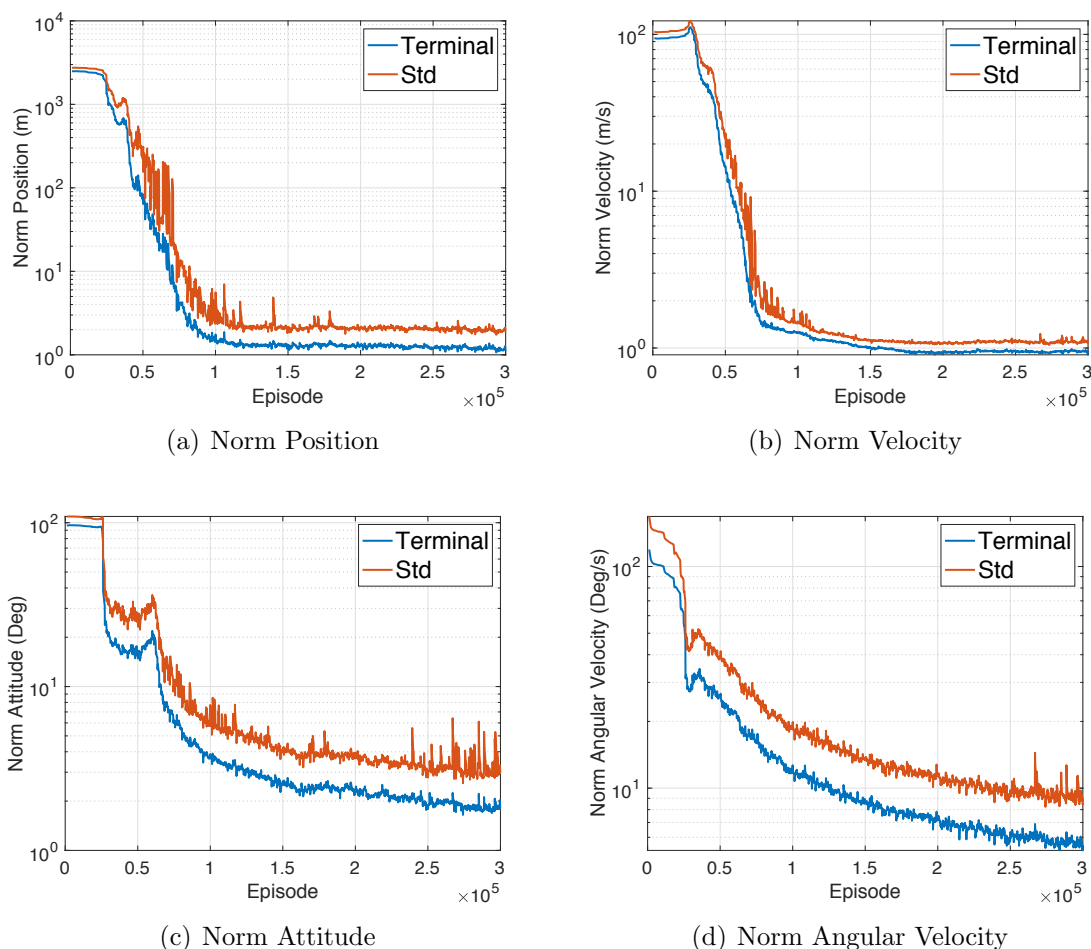 Norm Position (m)
10^4
10^3
10^2
10^1
10^0
Terminal
Std
0 0.5 1 1.5 2 2.5 3
Episode
×10^5
(a) Norm Position
Norm Velocity (m/s)
10^2
10^1
10^0
Terminal
Std
0 0.5 1 1.5 2 2.5 3
Episode
×10^5
(b) Norm Velocity
Norm Attitude (Deg)
10^2
10^1
10^0
Terminal
Std
0 0.5 1 1.5 2 2.5 3
Episode
×10^5
(c) Norm Attitude
Norm Angular Velocity (Deg/s)
10^2
10^1
Terminal
Std
0 0.5 1 1.5 2 2.5 3
Episode
×10^5
(d) Norm Angular Velocity